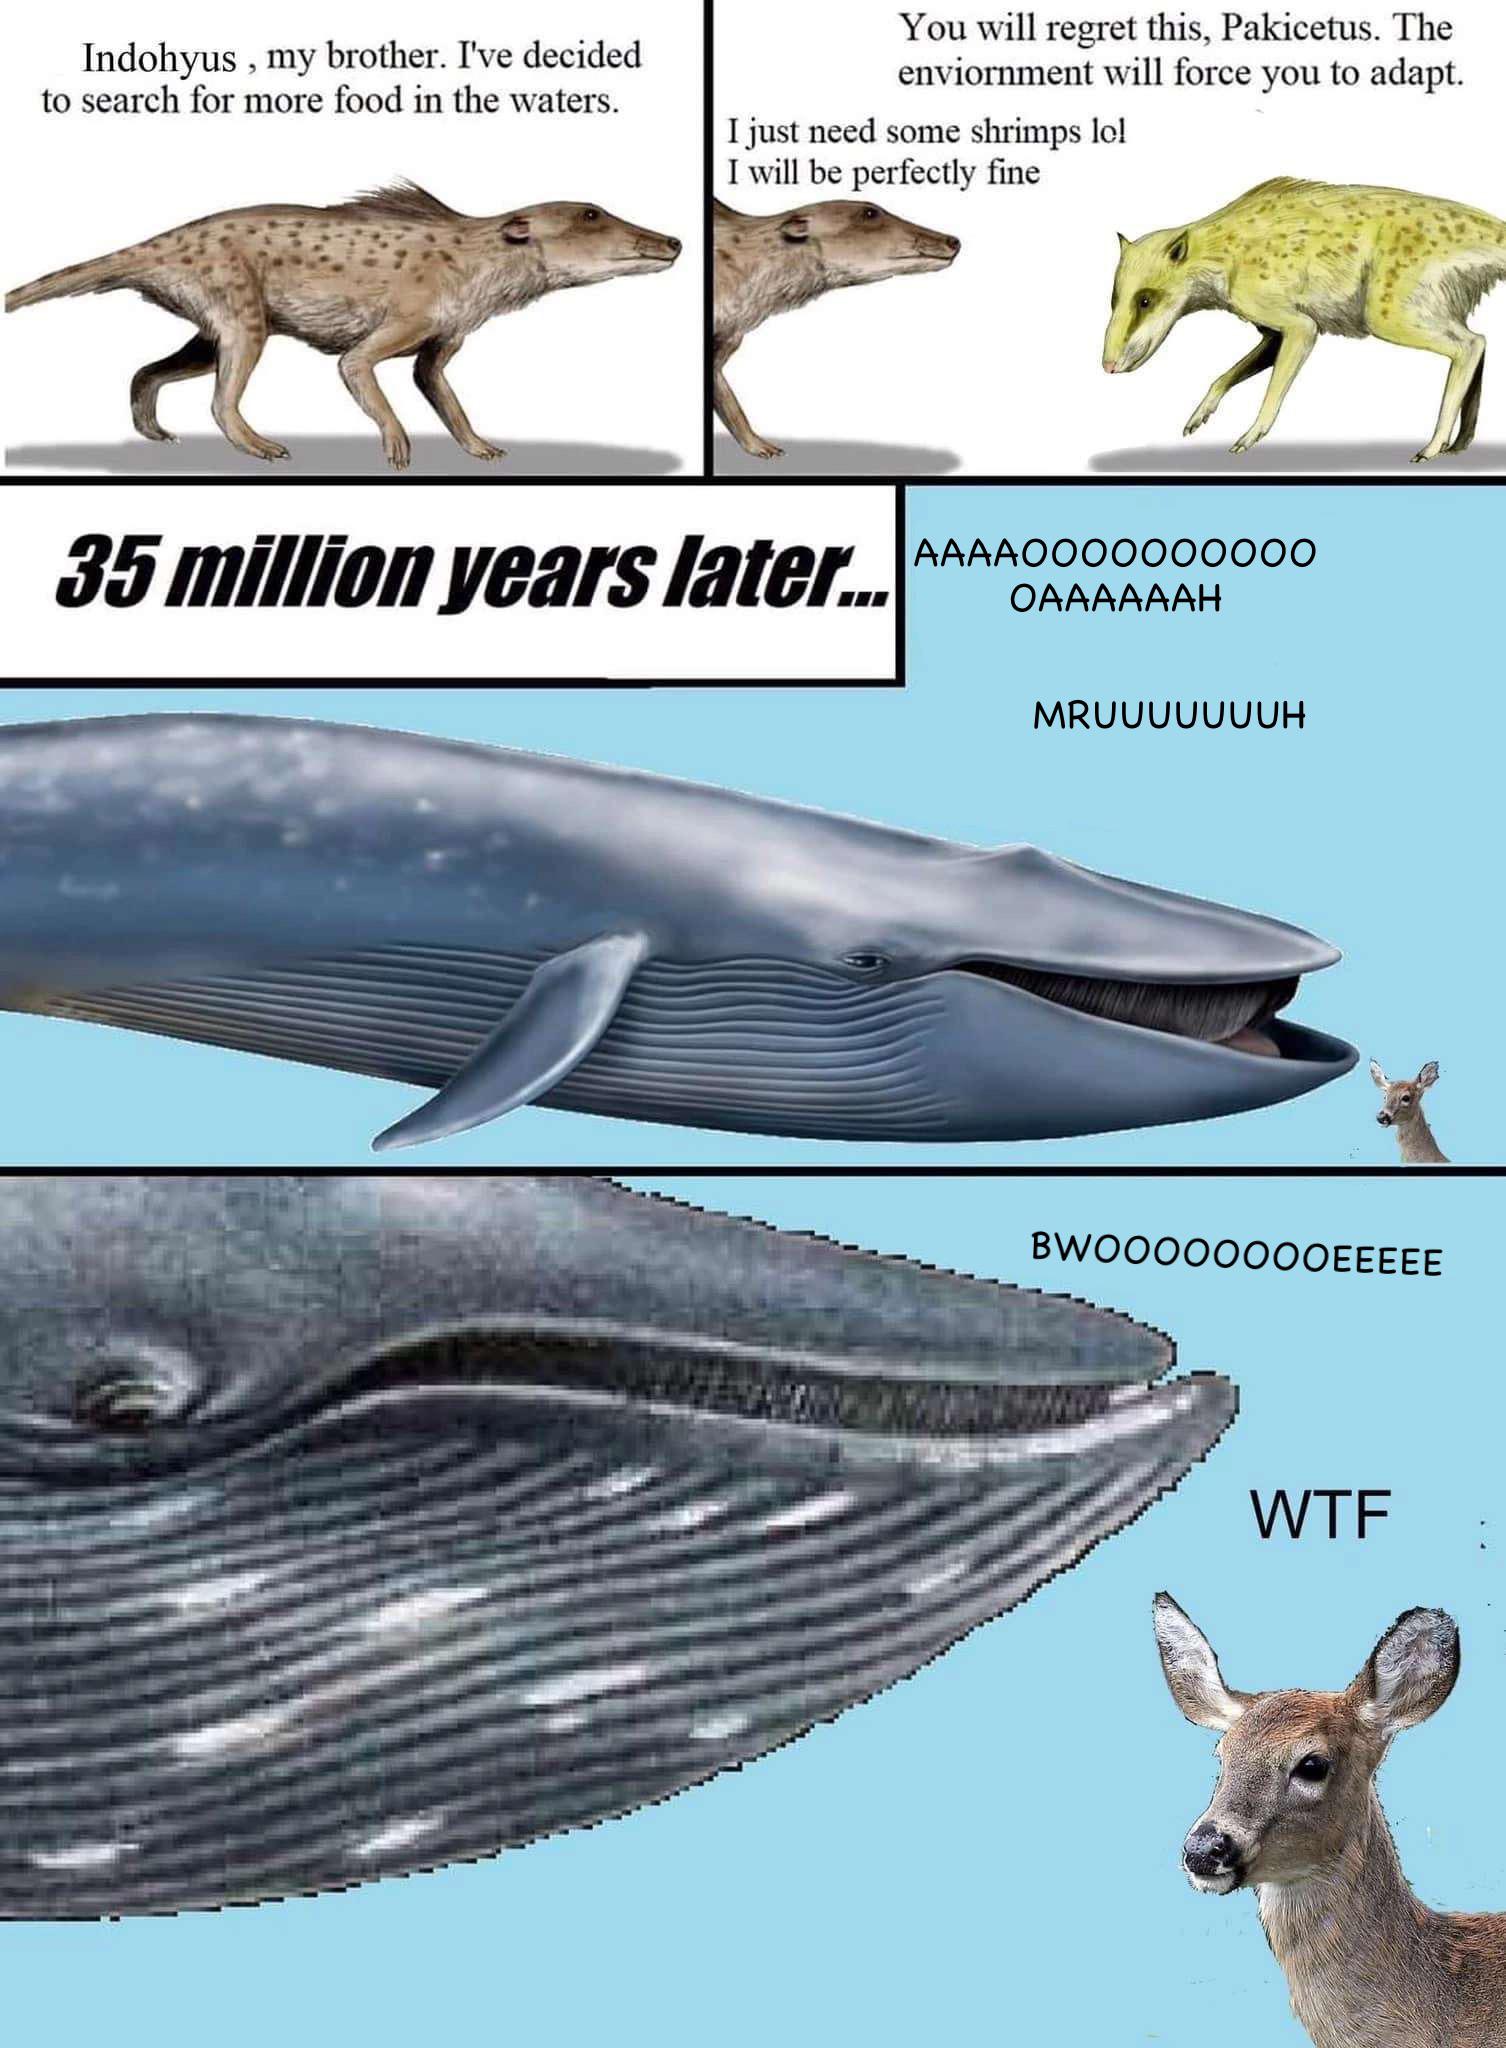 Indohyus , my brother. I've decided
to search for more food in the waters.
You will regret this, Pakicetus. The
enviornment will force you to adapt.
I just need some shrimps lol
I will be perfectly fine
35 million years later...
AAAAOOOOOOOOOO
OAAAAAAH
MRUUUUUUUH
BWOOOOOOOOEEEEE
WTF